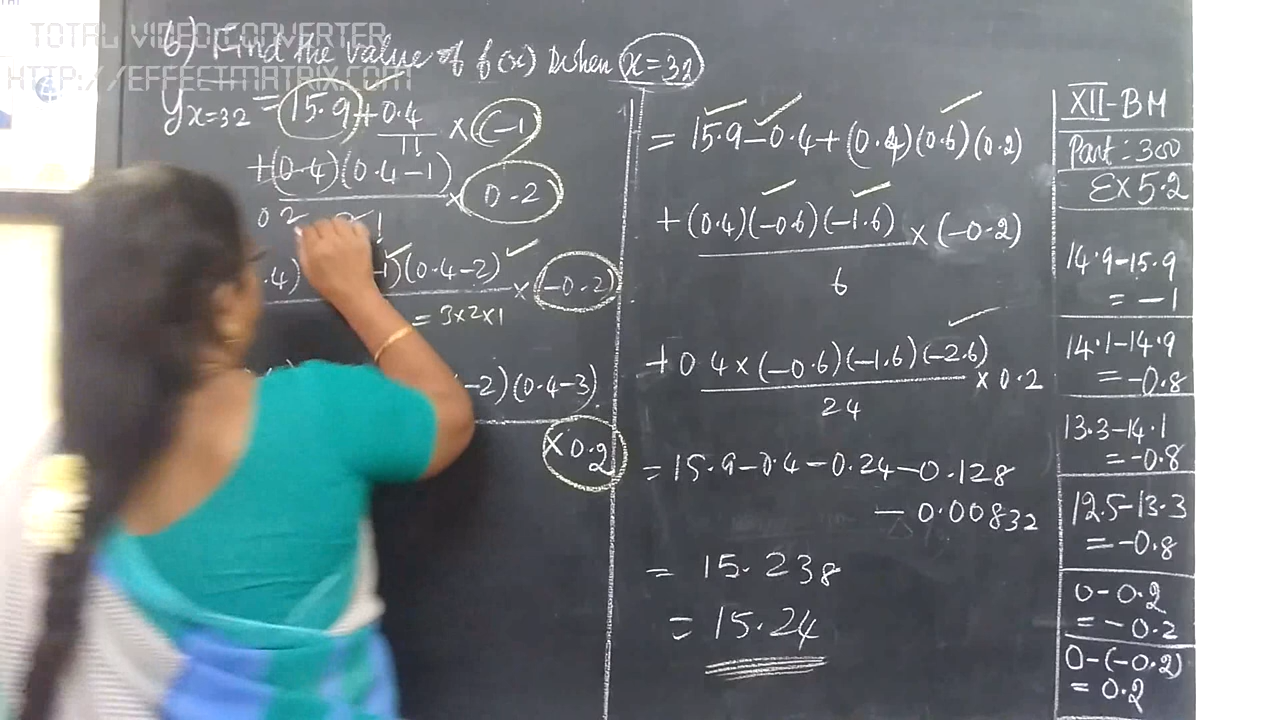 TOTAL VIDEO CONVERTER
HTTP://EFFECTMATRIX.COM
6) Find the value of f(x) when x=32
y x=32 = 15.9 + 0.4 / 1! × (-1
+(0.4)(0.4-1) × 0.2
0.2 2!
.4) -1)(0.4-2) × -0.2)
= 3×2×1
-2)(0.4-3)
×0.2
= 15.9-0.4+(0.4)(0.6)(0.2)
+(0.4)(-0.6)(-1.6) × (-0.2)
6
+0.4×(-0.6)(-1.6)(-2.6) × 0.2
24
=15.9-0.4-0.24-0.128
- 0.00832
= 15.238
= 15.24
XII-BM
Part:300
Ex 5.2
14.9-15.9
= -1
14.1-14.9
=-0.8
13.3-14.1
=-0.8
12.5-13.3
=-0.8
0-0.2
=-0.2
0-(-0.2)
= 0.2